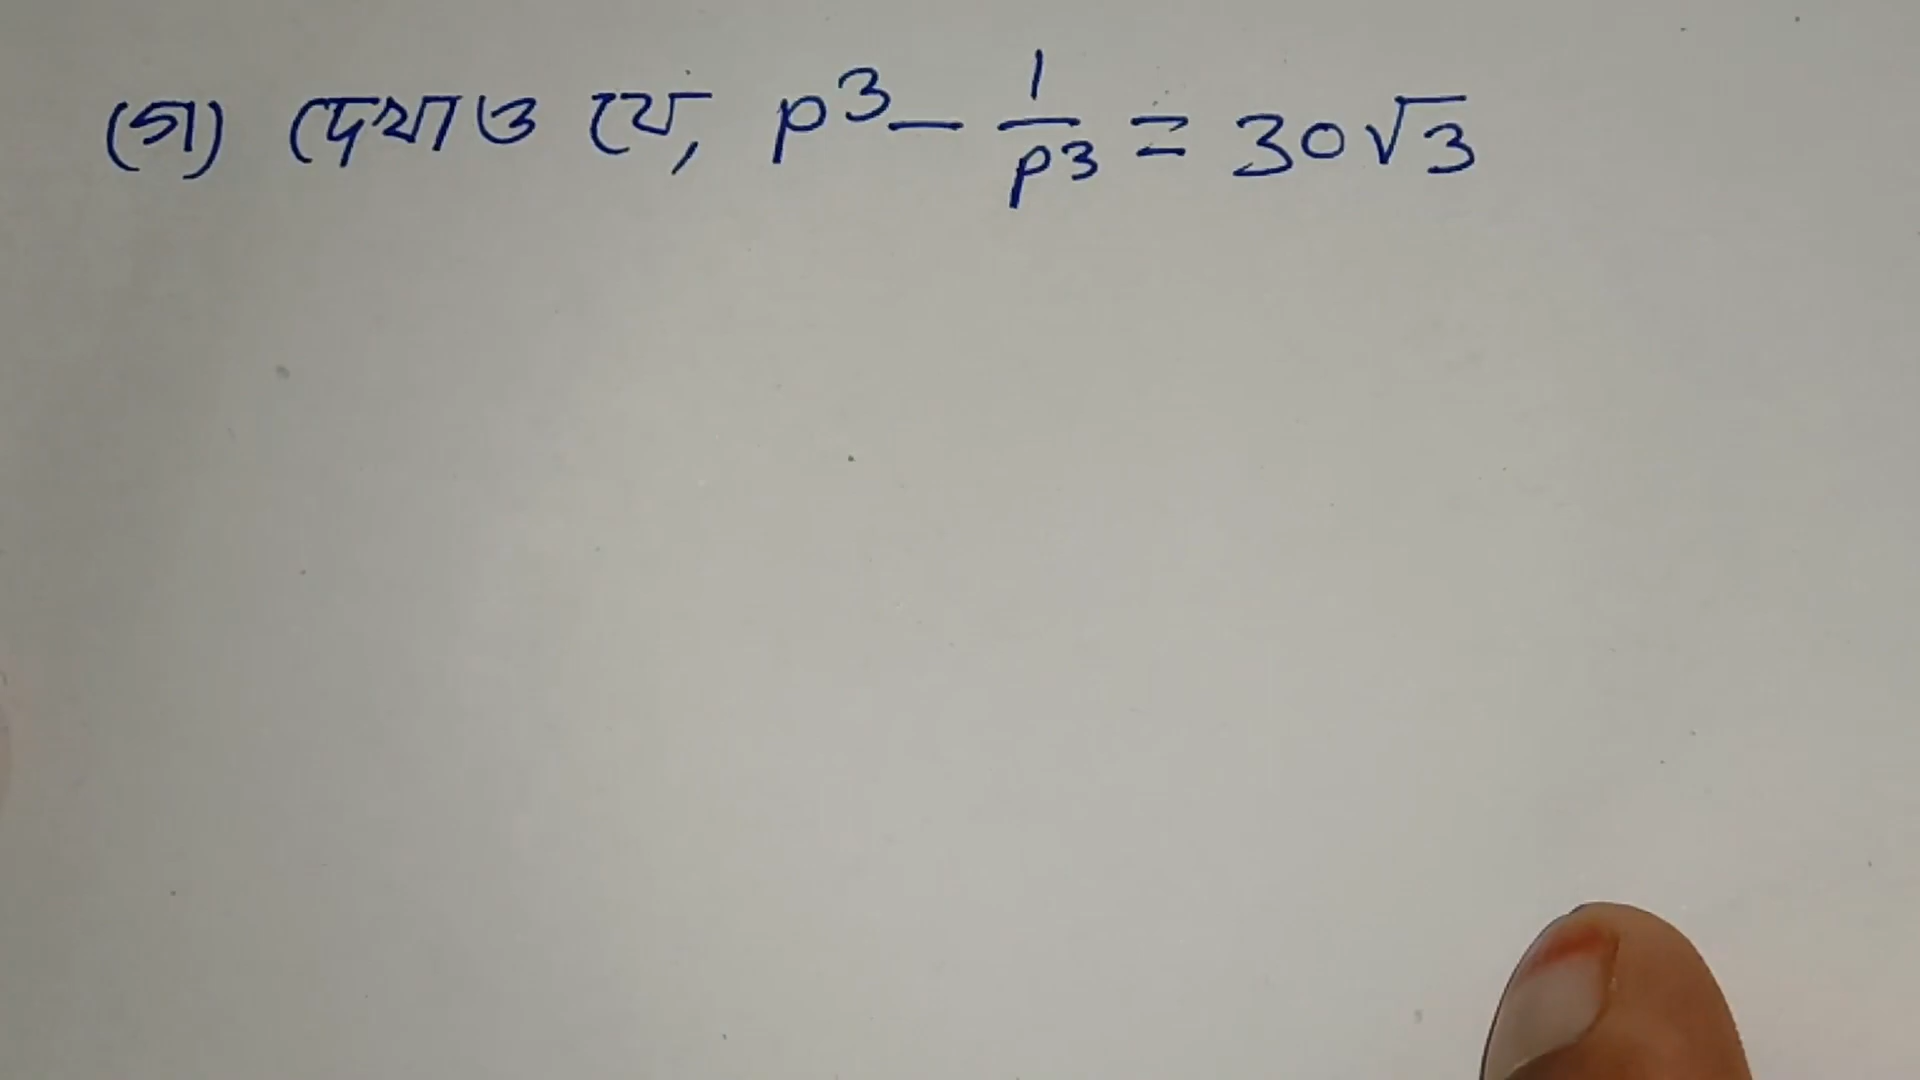 (গ) দেখাও যে, p³ - 1/p³ = 30√3